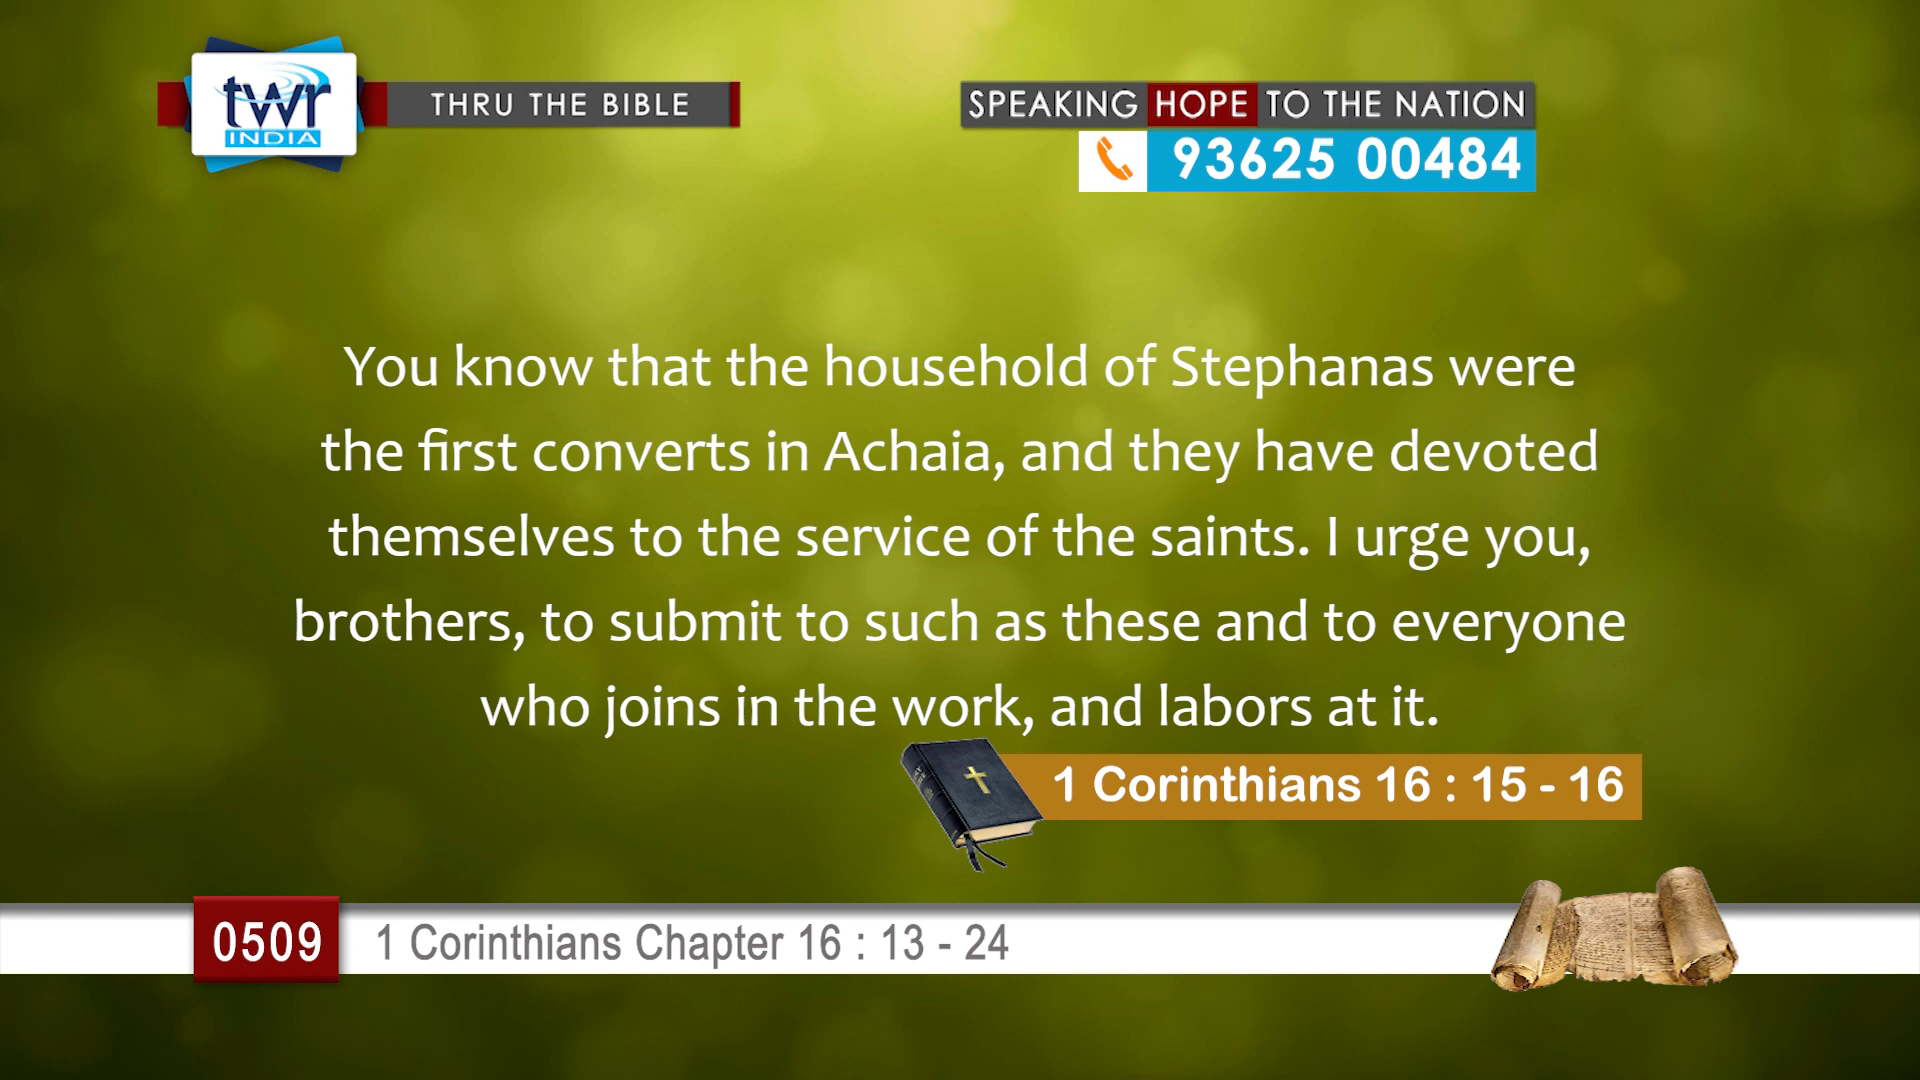 twr
INDIA
THRU THE BIBLE
SPEAKING HOPE TO THE NATION
93625 00484
You know that the household of Stephanas were
the first converts in Achaia, and they have devoted
themselves to the service of the saints. I urge you,
brothers, to submit to such as these and to everyone
who joins in the work, and labors at it.
1 Corinthians 16 : 15 - 16
0509
1 Corinthians Chapter 16 : 13 - 24